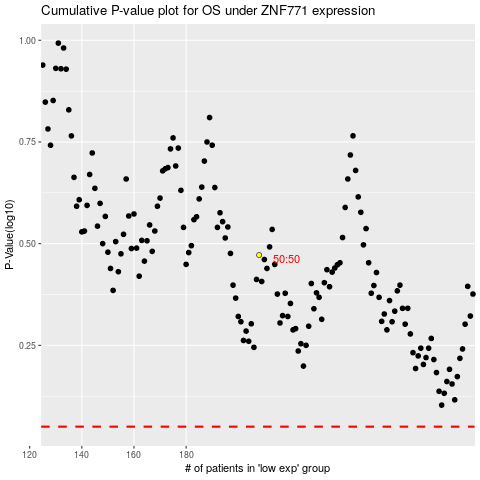 Cumulative P-value plot for OS under ZNF771 expression
P-Value(log10)
1.00
0.75
0.50
0.25
50:50
120 140 160 180
# of patients in 'low exp' group